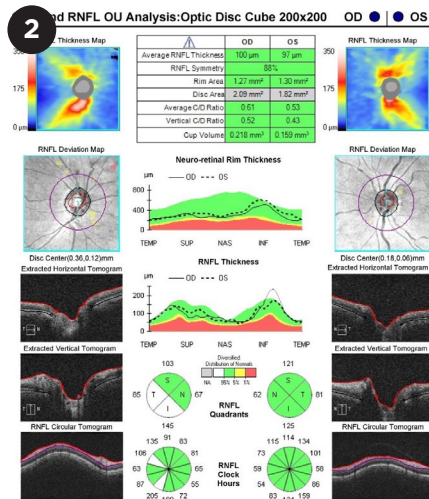 2
nd RNFL OU Analysis:Optic Disc Cube 200x200 OD OS
Thickness Map
RNFL Thickness Map
350
175
0 µm
OD OS
Average RNFL Thickness 100 µm 97 µm
RNFL Symmetry 88%
Rim Area 1.27 mm² 1.30 mm²
Disc Area 2.09 mm² 1.82 mm²
Average C/D Ratio 0.61 0.53
Vertical C/D Ratio 0.52 0.43
Cup Volume 0.218 mm³ 0.159 mm³
350
175
0 µm
RNFL Deviation Map
Neuro-retinal Rim Thickness
RNFL Deviation Map
µm
OD OS
800
400
0
TEMP SUP NAS INF TEMP
Disc Center(0.36,0.12)mm
Extracted Horizontal Tomogram
RNFL Thickness
Disc Center(0.18,0.06)mm
Extracted Horizontal Tomogram
µm
OD OS
200
100
0
TEMP SUP NAS INF TEMP
T N
Extracted Vertical Tomogram
Diversified
Distribution of Normals
NA 95% 5% 1%
Extracted Vertical Tomogram
103
S
85 T N 67
I
145
RNFL
Quadrants
121
S
62 T N 81
I
125
RNFL Circular Tomogram
RNFL Circular Tomogram
RNFL
Clock
Hours
135 91 83
106 81
63 65
87 55
205 72
115 114 134
73 101
59 58
54 86
83 159